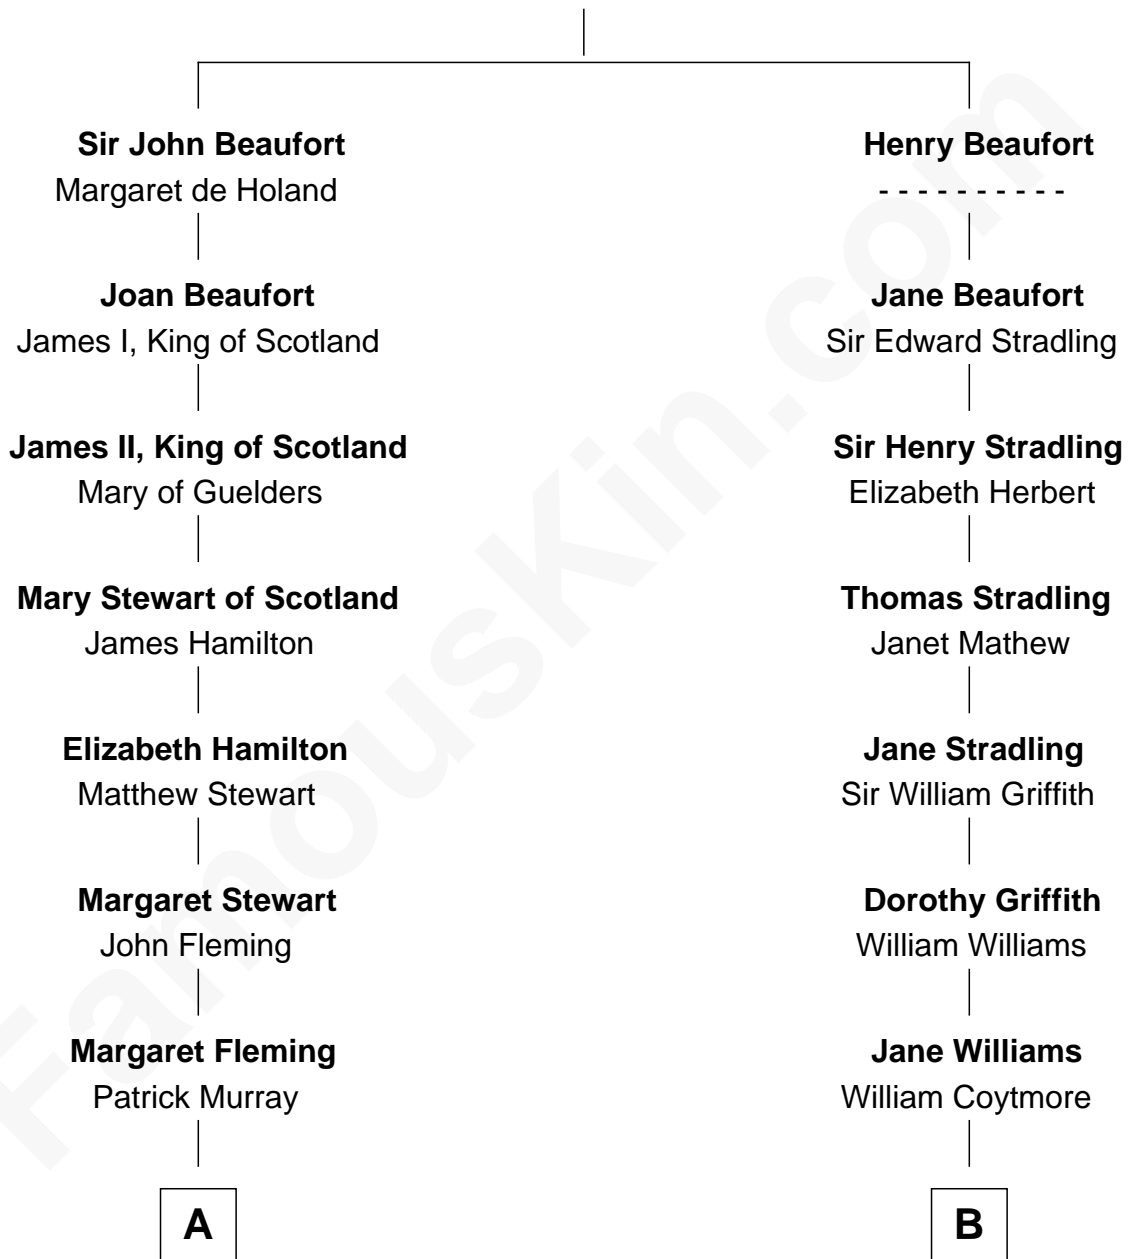 Sir John Beaufort
Margaret de Holand
Joan Beaufort
James I, King of Scotland
James II, King of Scotland
Mary of Guelders
Mary Stewart of Scotland
James Hamilton
Elizabeth Hamilton
Matthew Stewart
Margaret Stewart
John Fleming
Margaret Fleming
Patrick Murray
A
Henry Beaufort
- - - - - - - - - -
Jane Beaufort
Sir Edward Stradling
Sir Henry Stradling
Elizabeth Herbert
Thomas Stradling
Janet Mathew
Jane Stradling
Sir William Griffith
Dorothy Griffith
William Williams
Jane Williams
William Coytmore
B
FamousKin.com